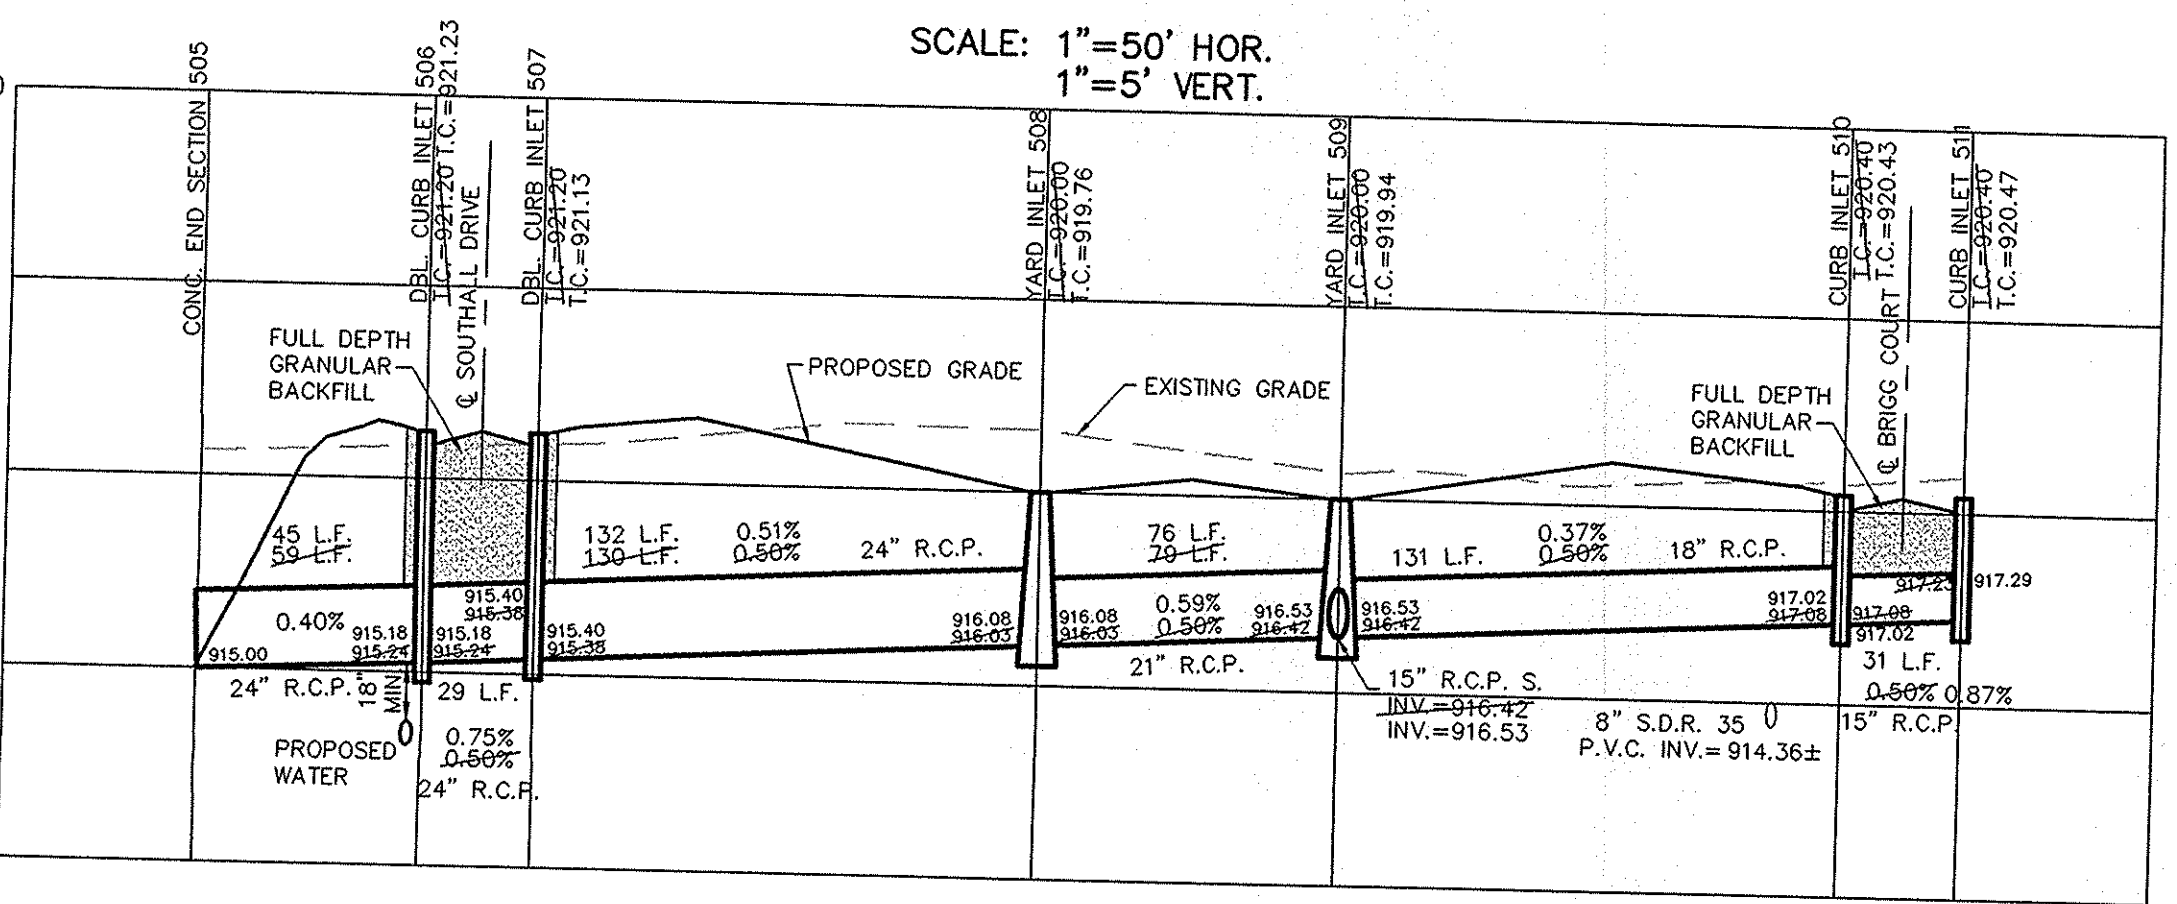 SCALE: 1"=50' HOR.
1"=5' VERT.
0
CONC. END SECTION 505
DBL. CURB INLET 506
T.C.=921.20 T.C.=921.23
℄ SOUTHALL DRIVE
DBL. CURB INLET 507
T.C.=921.20
T.C.=921.13
YARD INLET 508
T.C.=920.00
T.C.=919.76
YARD INLET 509
T.C.=920.00
T.C.=919.94
CURB INLET 510
T.C.=920.40
℄ BRIGG COURT T.C.=920.43
CURB INLET 511
T.C.=920.40
T.C.=920.47
FULL DEPTH
GRANULAR
BACKFILL
PROPOSED GRADE
EXISTING GRADE
FULL DEPTH
GRANULAR
BACKFILL
45 L.F.
59 L.F.
132 L.F.
130 L.F.
0.51%
0.50%
24" R.C.P.
76 L.F.
79 L.F.
131 L.F.
0.37%
0.50%
18" R.C.P.
0.40%
915.00
915.18
915.24
915.18
915.24
915.40
915.38
915.40
915.38
916.08
916.03
916.08
916.03
0.59%
0.50%
916.53
916.42
916.53
916.42
917.02
917.08
917.08
917.02
917.23
917.29
24" R.C.P.
18"
MIN
29 L.F.
0.75%
0.50%
24" R.C.P.
PROPOSED
WATER
21" R.C.P.
15" R.C.P. S.
INV.=916.42
INV.=916.53
8" S.D.R. 35
P.V.C. INV.=914.36±
31 L.F.
0.50% 0.87%
15" R.C.P.